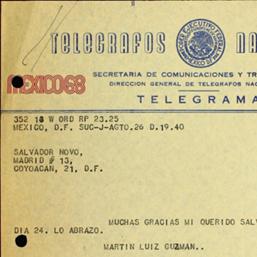 TELEGRAFOS NA
MEXICO68
SECRETARIA DE COMUNICACIONES Y TR
DIRECCION GENERAL DE TELEGRAFOS NAC
TELEGRAMA
352 18 W ORD RP 23.25
MEXICO, D.F. SUC-J-AGTO.26 D.19.40
SALVADOR NOVO,
MADRID # 13,
COYOACAN, 21, D.F.
MUCHAS GRACIAS MI QUERIDO SALV
DIA 24. LO ABRAZO.
MARTIN LUIZ GUZMAN..